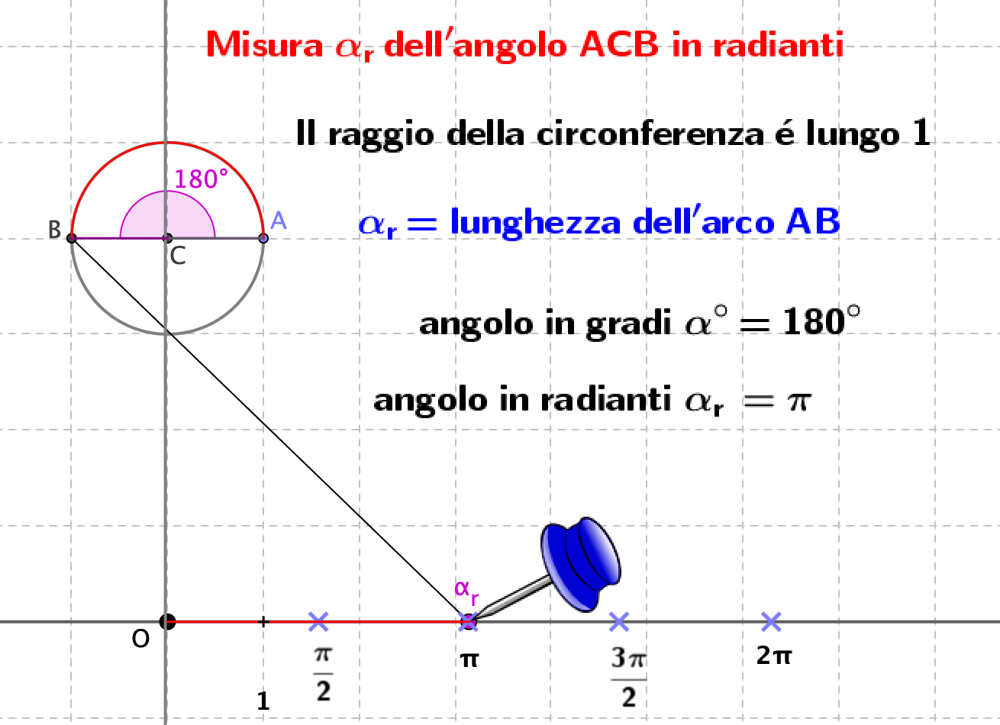 Misura αᵣ dell′angolo ACB in radianti
Il raggio della circonferenza é lungo 1
180°
B
A
C
αᵣ = lunghezza dell′arco AB
angolo in gradi α° = 180°
angolo in radianti αᵣ = π
αᵣ
O
π/2
π
3π/2
2π
1